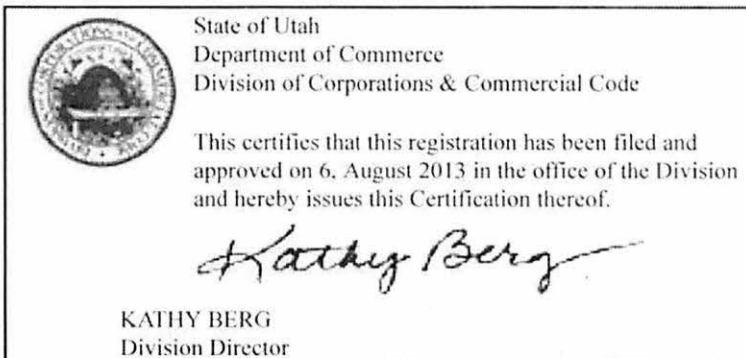 State of Utah
Department of Commerce
Division of Corporations & Commercial Code
This certifies that this registration has been filed and
approved on 6, August 2013 in the office of the Division
and hereby issues this Certification thereof.
Kathy Berg
KATHY BERG
Division Director